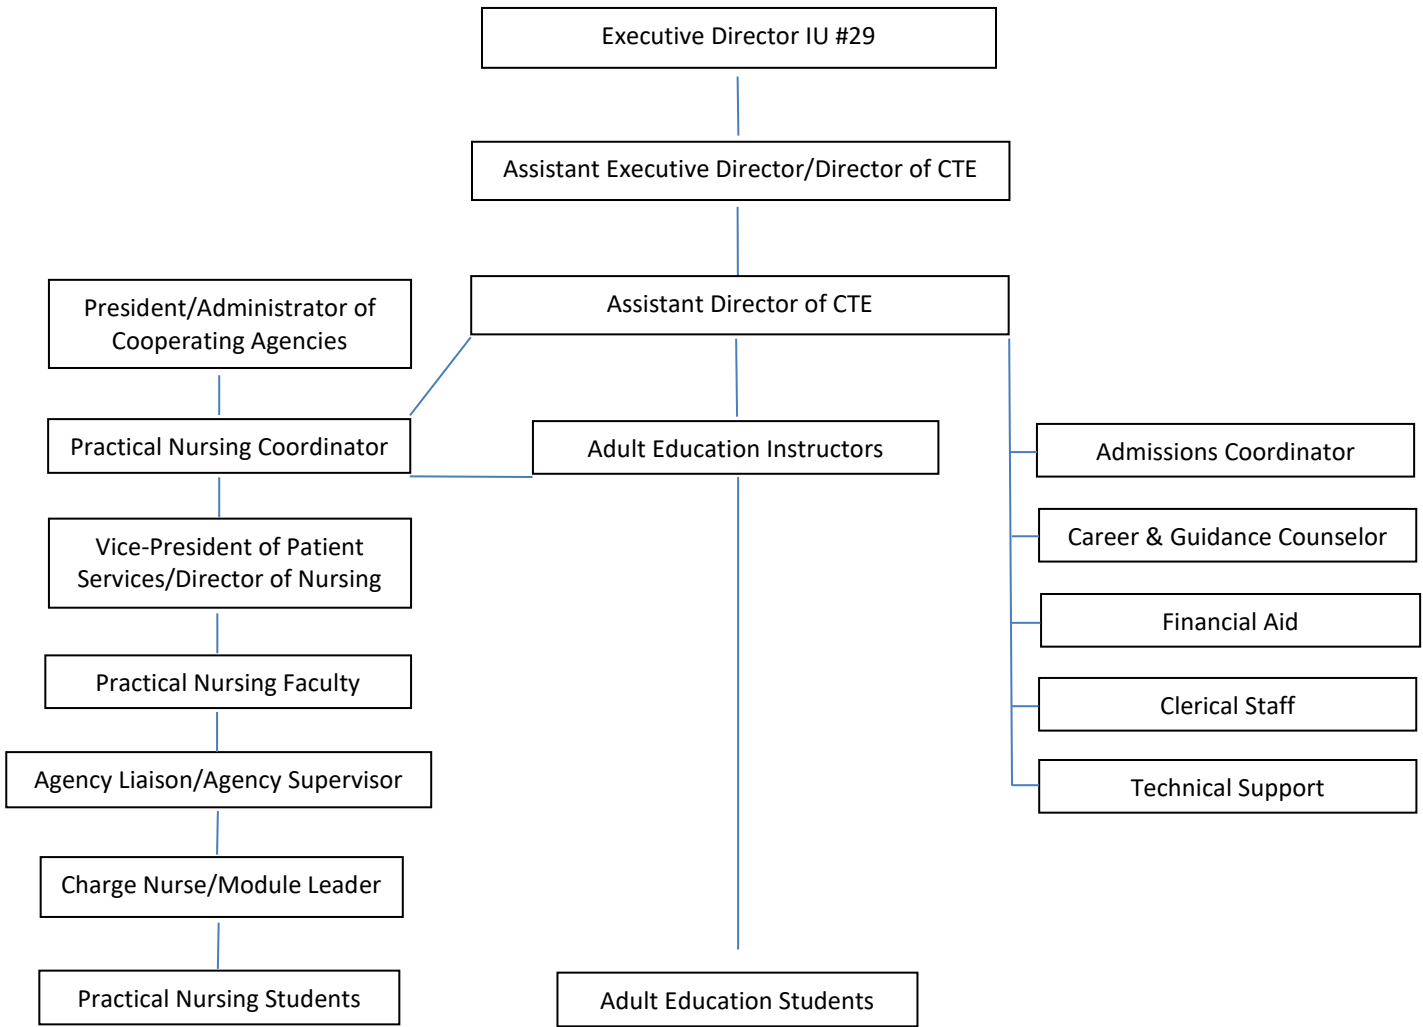 Executive Director IU #29
Assistant Executive Director/Director of CTE
Assistant Director of CTE
President/Administrator of
Cooperating Agencies
Practical Nursing Coordinator
Adult Education Instructors
Admissions Coordinator
Vice-President of Patient
Services/Director of Nursing
Career & Guidance Counselor
Financial Aid
Practical Nursing Faculty
Clerical Staff
Agency Liaison/Agency Supervisor
Technical Support
Charge Nurse/Module Leader
Practical Nursing Students
Adult Education Students